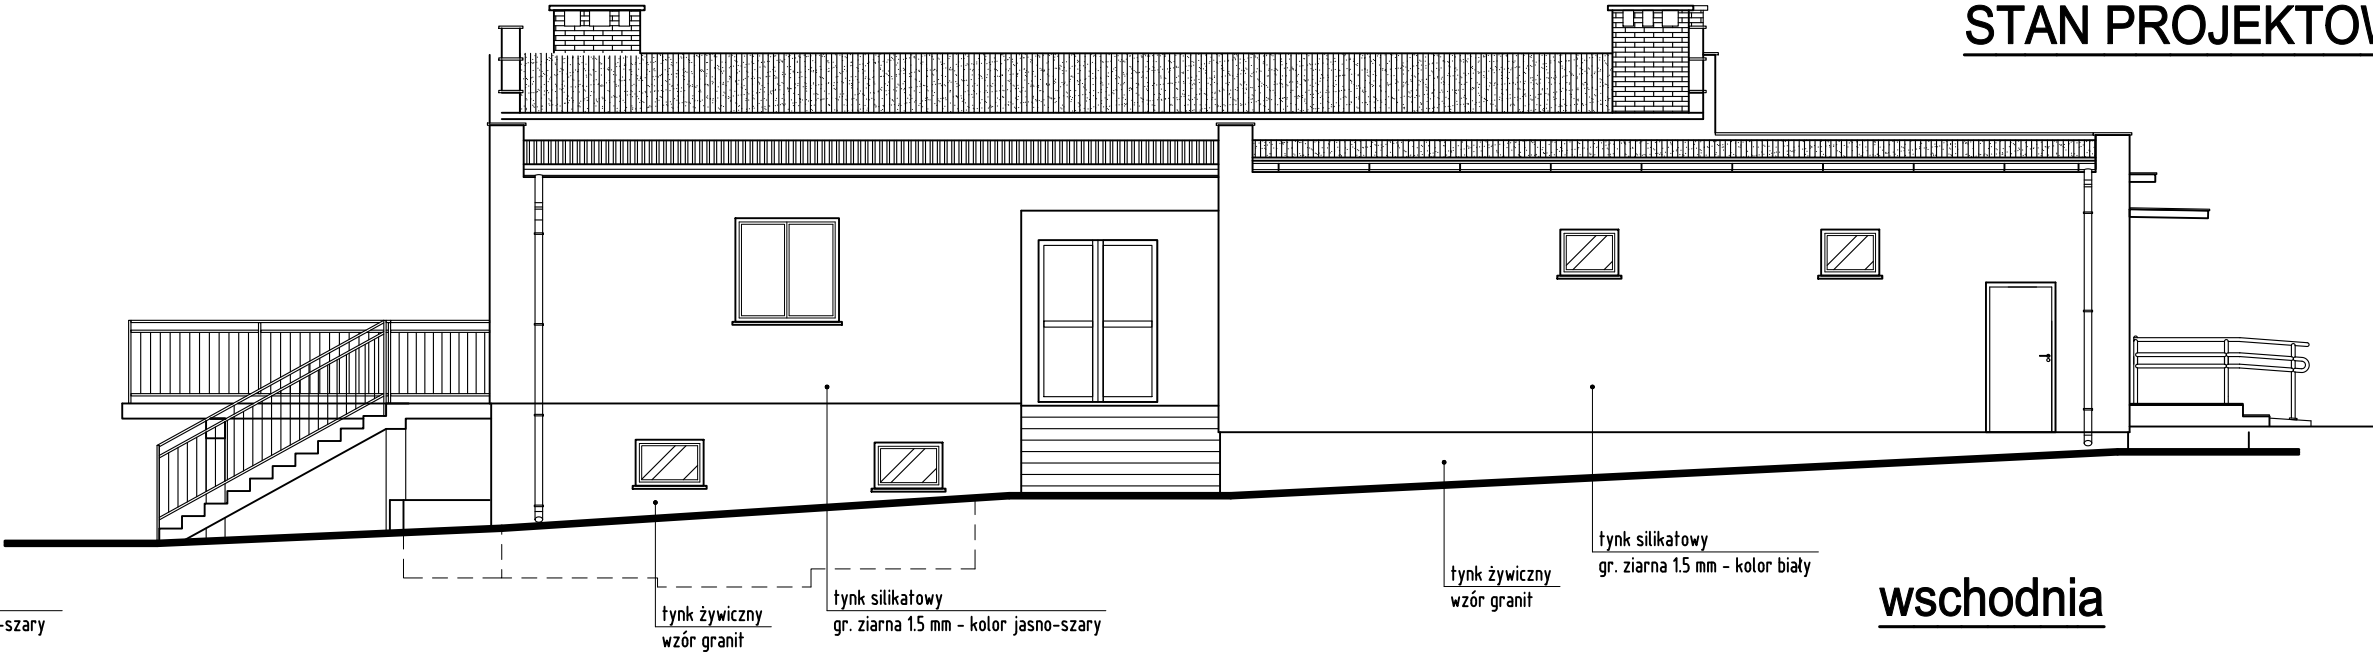 STAN PROJEKTOW
tynk silikatowy
gr. ziarna 1.5 mm - kolor biały
tynk żywiczny
wzór granit
tynk silikatowy
gr. ziarna 1.5 mm - kolor jasno-szary
tynk żywiczny
wzór granit
-szary
wschodnia